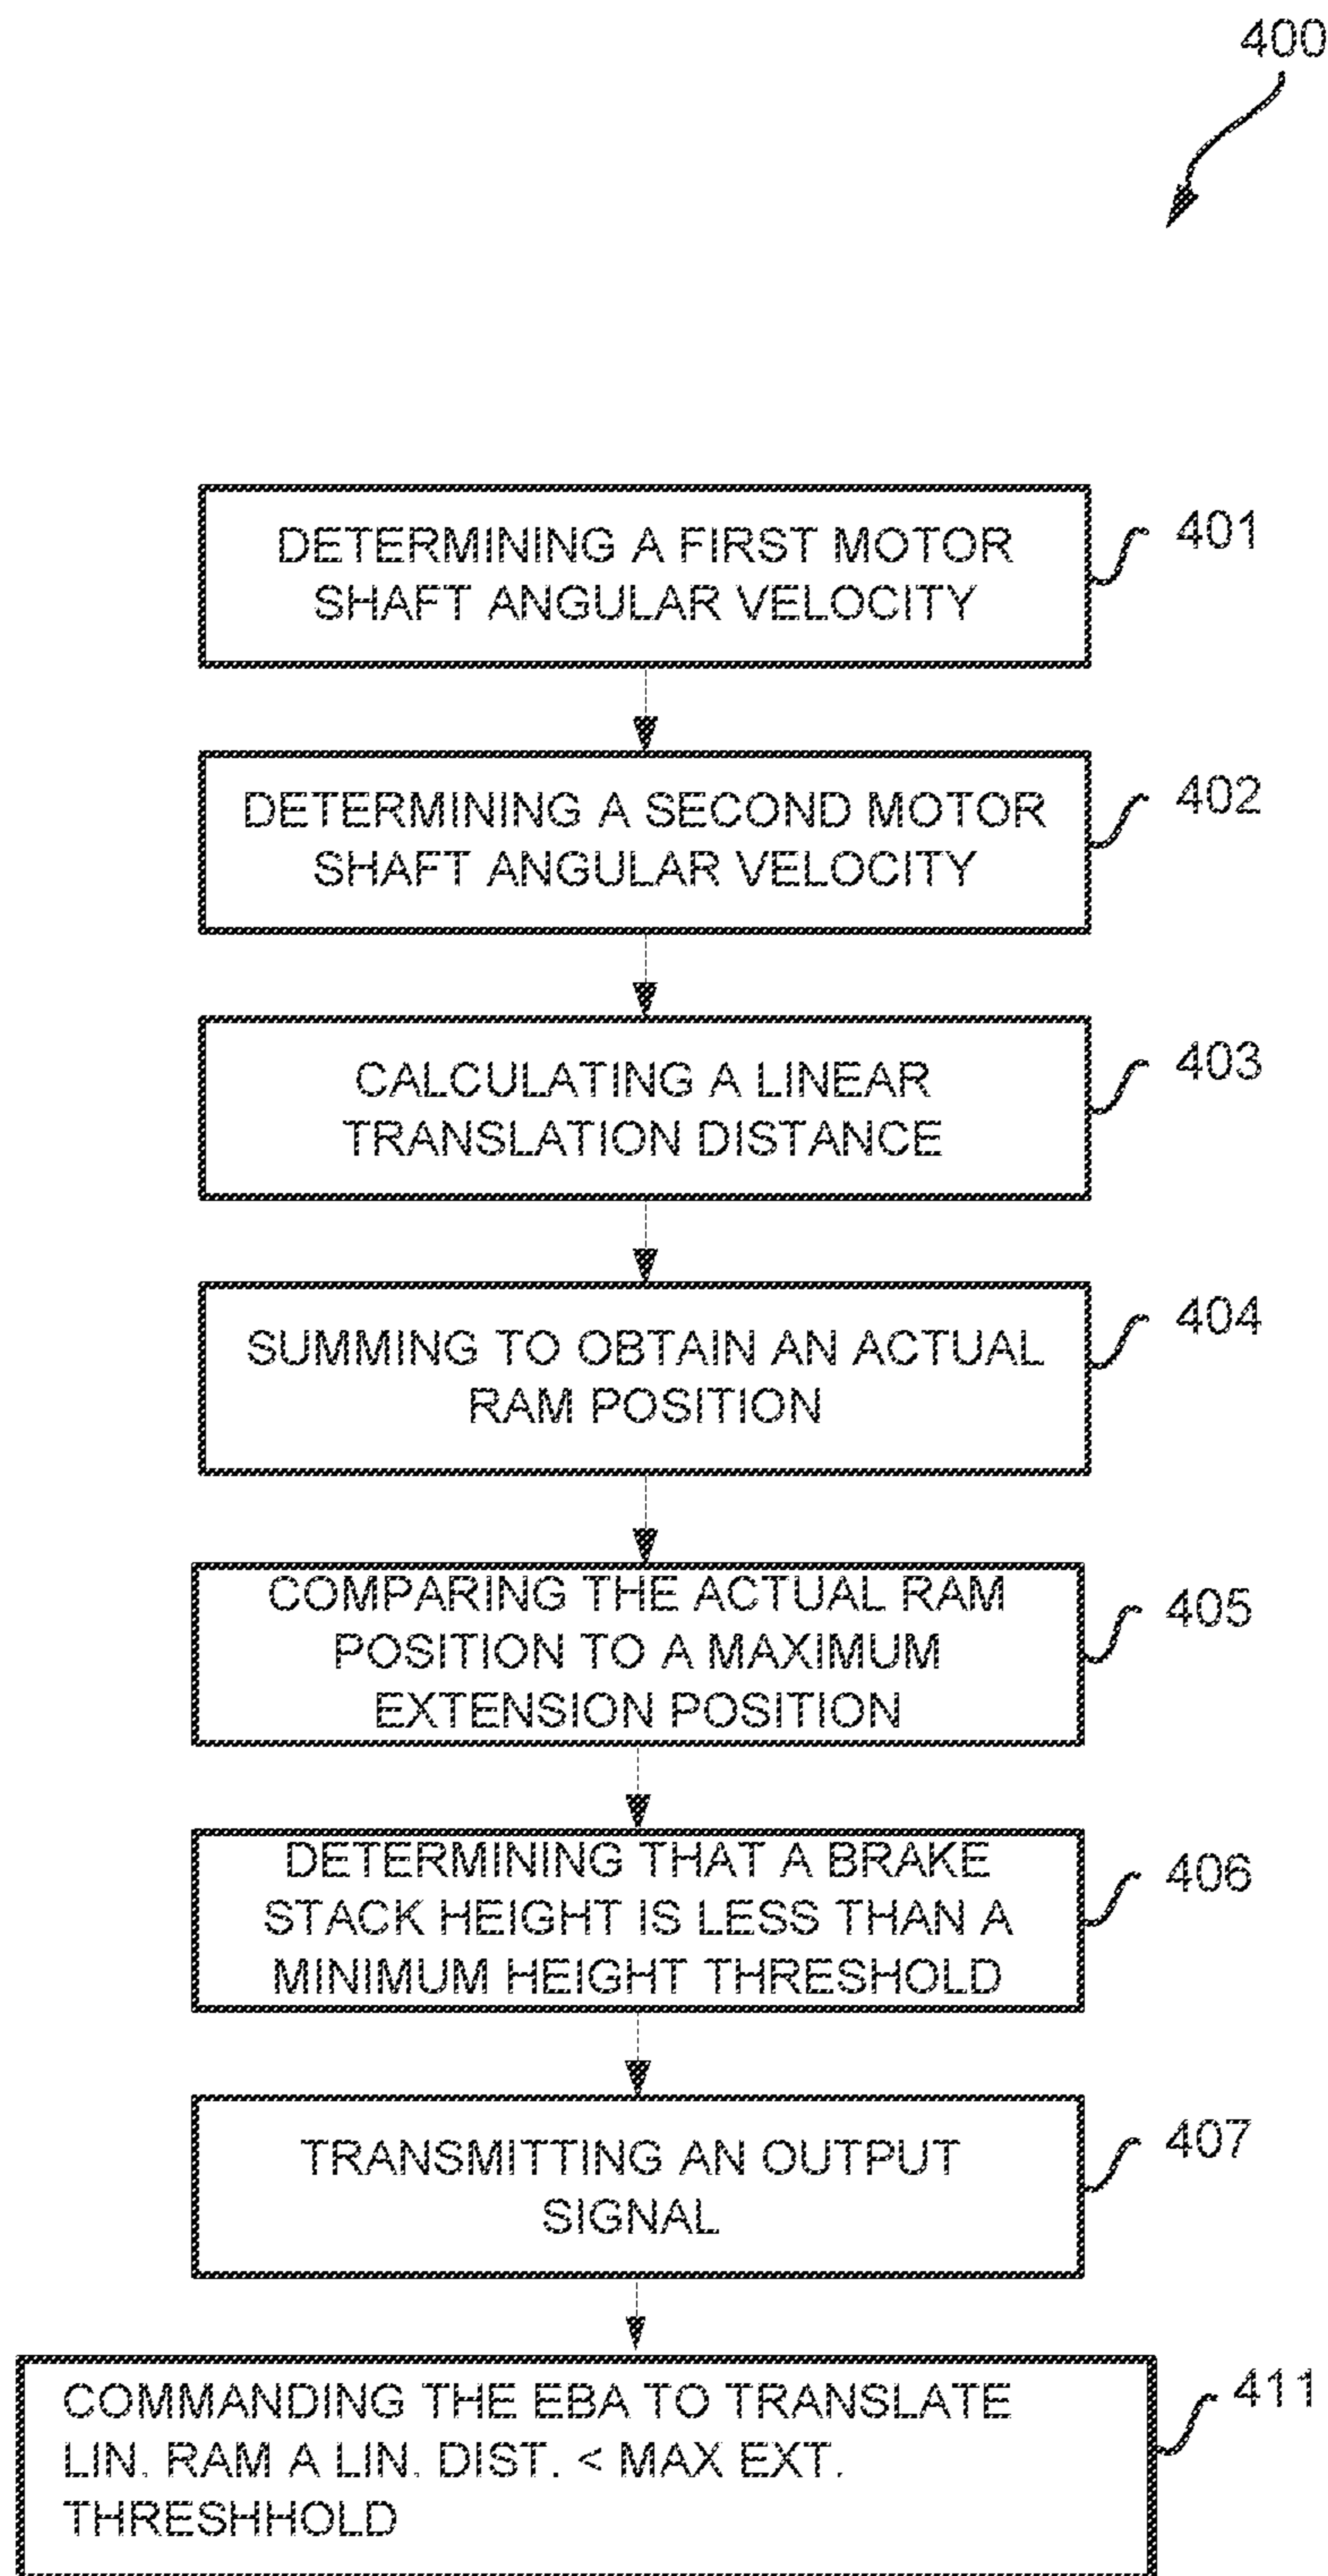 400
DETERMINING A FIRST MOTOR
SHAFT ANGULAR VELOCITY
401
DETERMINING A SECOND MOTOR
SHAFT ANGULAR VELOCITY
402
CALCULATING A LINEAR
TRANSLATION DISTANCE
403
SUMMING TO OBTAIN AN ACTUAL
RAM POSITION
404
COMPARING THE ACTUAL RAM
POSITION TO A MAXIMUM
EXTENSION POSITION
405
DETERMINING THAT A BRAKE
STACK HEIGHT IS LESS THAN A
MINIMUM HEIGHT THRESHOLD
406
TRANSMITTING AN OUTPUT
SIGNAL
407
COMMANDING THE EBA TO TRANSLATE
LIN. RAM A LIN. DIST. < MAX EXT.
THRESHHOLD
411